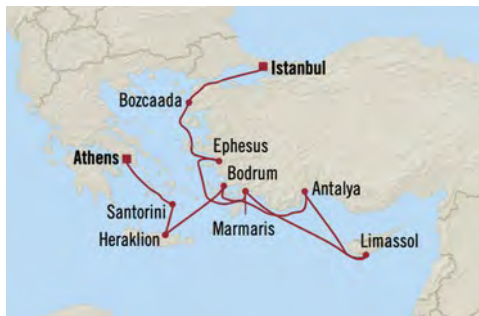 Istanbul
Bozcaada
Ephesus
Athens
Bodrum
Antalya
Santorini
Marmaris
Heraklion
Limassol